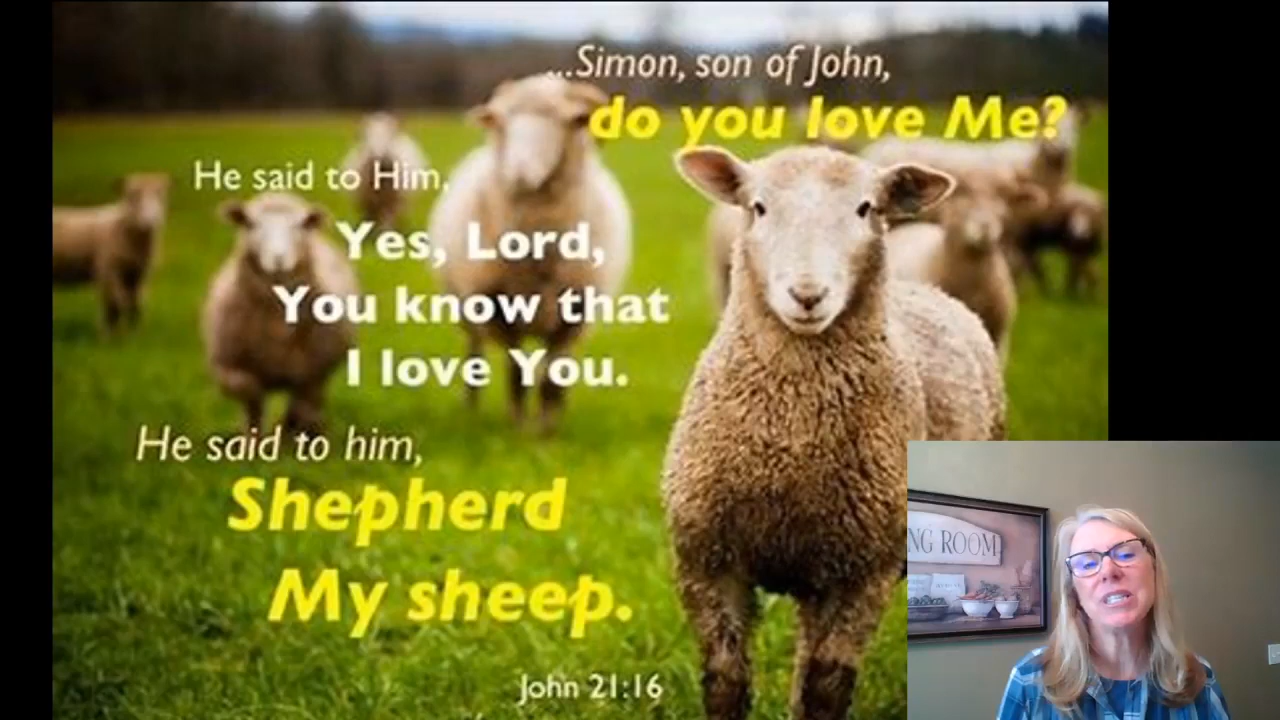 ...Simon, son of John,
do you love Me?
He said to Him,
Yes, Lord,
You know that
I love You.
He said to him,
Shepherd
My sheep.
John 21:16
NG ROOM